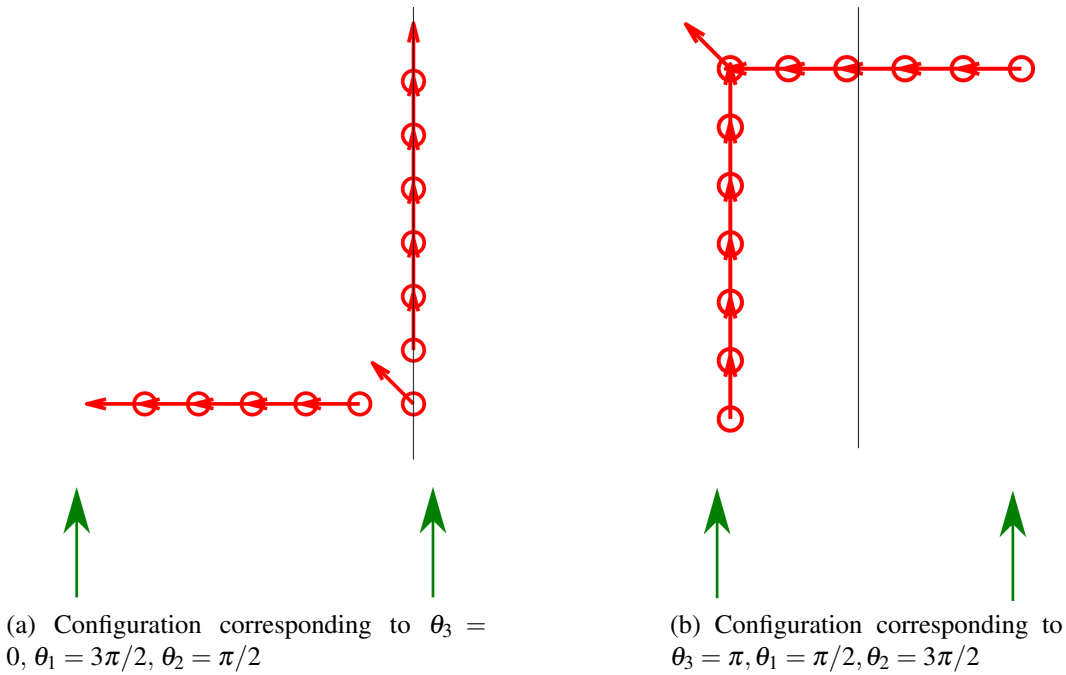 (a) Configuration corresponding to θ₃ =
0, θ₁ = 3π/2, θ₂ = π/2
(b) Configuration corresponding to
θ₃ = π, θ₁ = π/2, θ₂ = 3π/2